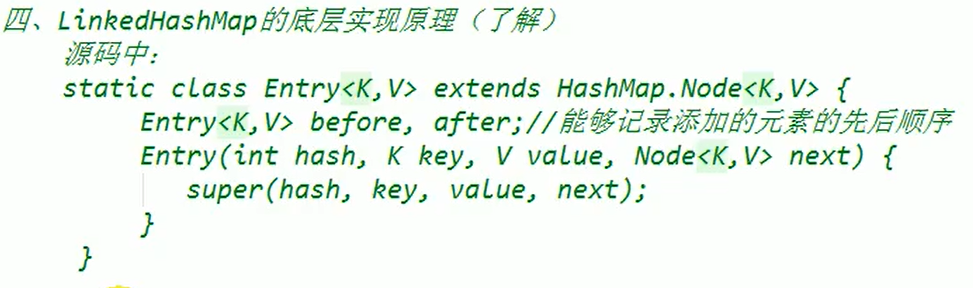 四、LinkedHashMap的底层实现原理（了解）
源码中：
static class Entry<K,V> extends HashMap.Node<K,V> {
Entry<K,V> before, after;//能够记录添加的元素的先后顺序
Entry(int hash, K key, V value, Node<K,V> next) {
super(hash, key, value, next);
}
}